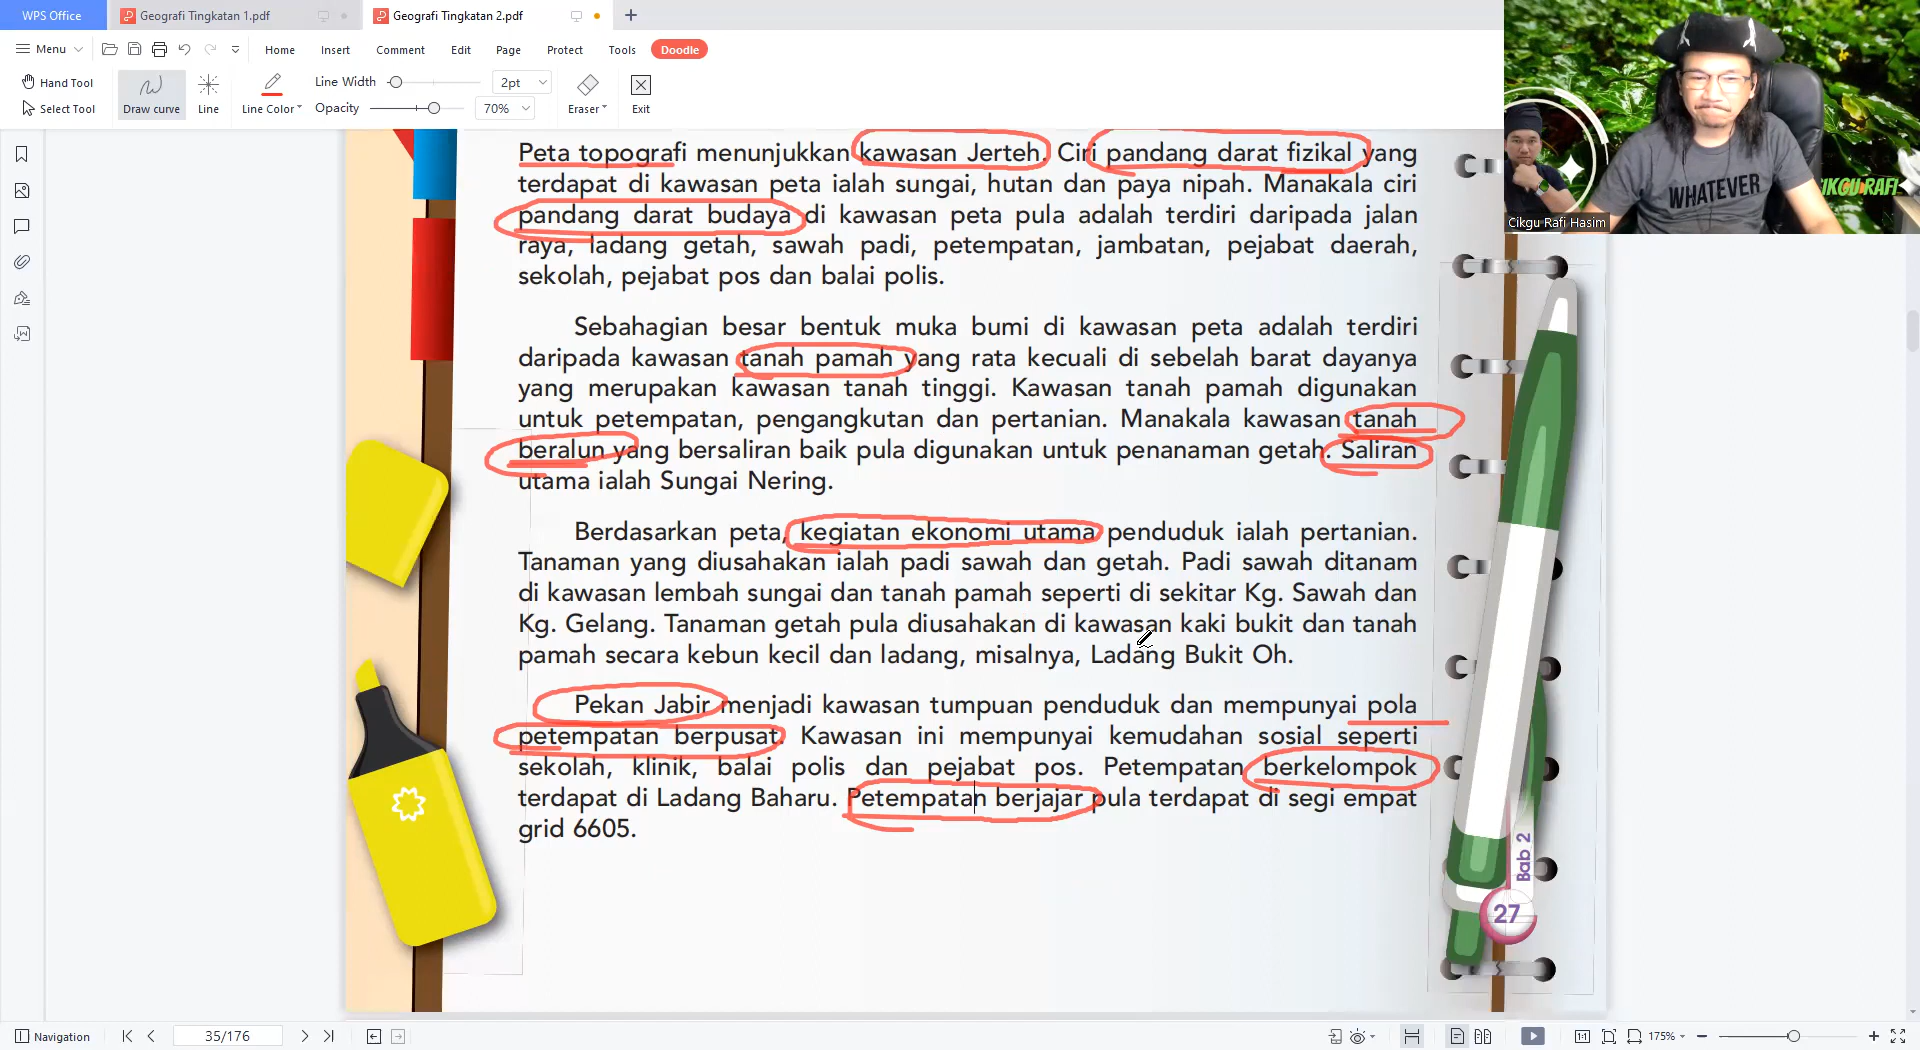 WPS Office
Geografi Tingkatan 1.pdf
Geografi Tingkatan 2.pdf
Menu
Home Insert Comment Edit Page Protect Tools Doodle
Hand Tool
Select Tool
Draw curve
Line
Line Color
Line Width 2pt
Opacity 70%
Eraser
Exit
WHATEVER
CIKGU RAFI
Cikgu Rafi Hasim
Peta topografi menunjukkan kawasan Jerteh. Ciri pandang darat fizikal yang
terdapat di kawasan peta ialah sungai, hutan dan paya nipah. Manakala ciri
pandang darat budaya di kawasan peta pula adalah terdiri daripada jalan
raya, ladang getah, sawah padi, petempatan, jambatan, pejabat daerah,
sekolah, pejabat pos dan balai polis.
Sebahagian besar bentuk muka bumi di kawasan peta adalah terdiri
daripada kawasan tanah pamah yang rata kecuali di sebelah barat dayanya
yang merupakan kawasan tanah tinggi. Kawasan tanah pamah digunakan
untuk petempatan, pengangkutan dan pertanian. Manakala kawasan tanah
beralun yang bersaliran baik pula digunakan untuk penanaman getah. Saliran
utama ialah Sungai Nering.
Berdasarkan peta, kegiatan ekonomi utama penduduk ialah pertanian.
Tanaman yang diusahakan ialah padi sawah dan getah. Padi sawah ditanam
di kawasan lembah sungai dan tanah pamah seperti di sekitar Kg. Sawah dan
Kg. Gelang. Tanaman getah pula diusahakan di kawasan kaki bukit dan tanah
pamah secara kebun kecil dan ladang, misalnya, Ladang Bukit Oh.
Pekan Jabir menjadi kawasan tumpuan penduduk dan mempunyai pola
petempatan berpusat. Kawasan ini mempunyai kemudahan sosial seperti
sekolah, klinik, balai polis dan pejabat pos. Petempatan berkelompok
terdapat di Ladang Baharu. Petempatan berjajar pula terdapat di segi empat
grid 6605.
Bab 2
27
Navigation
35/176
175%